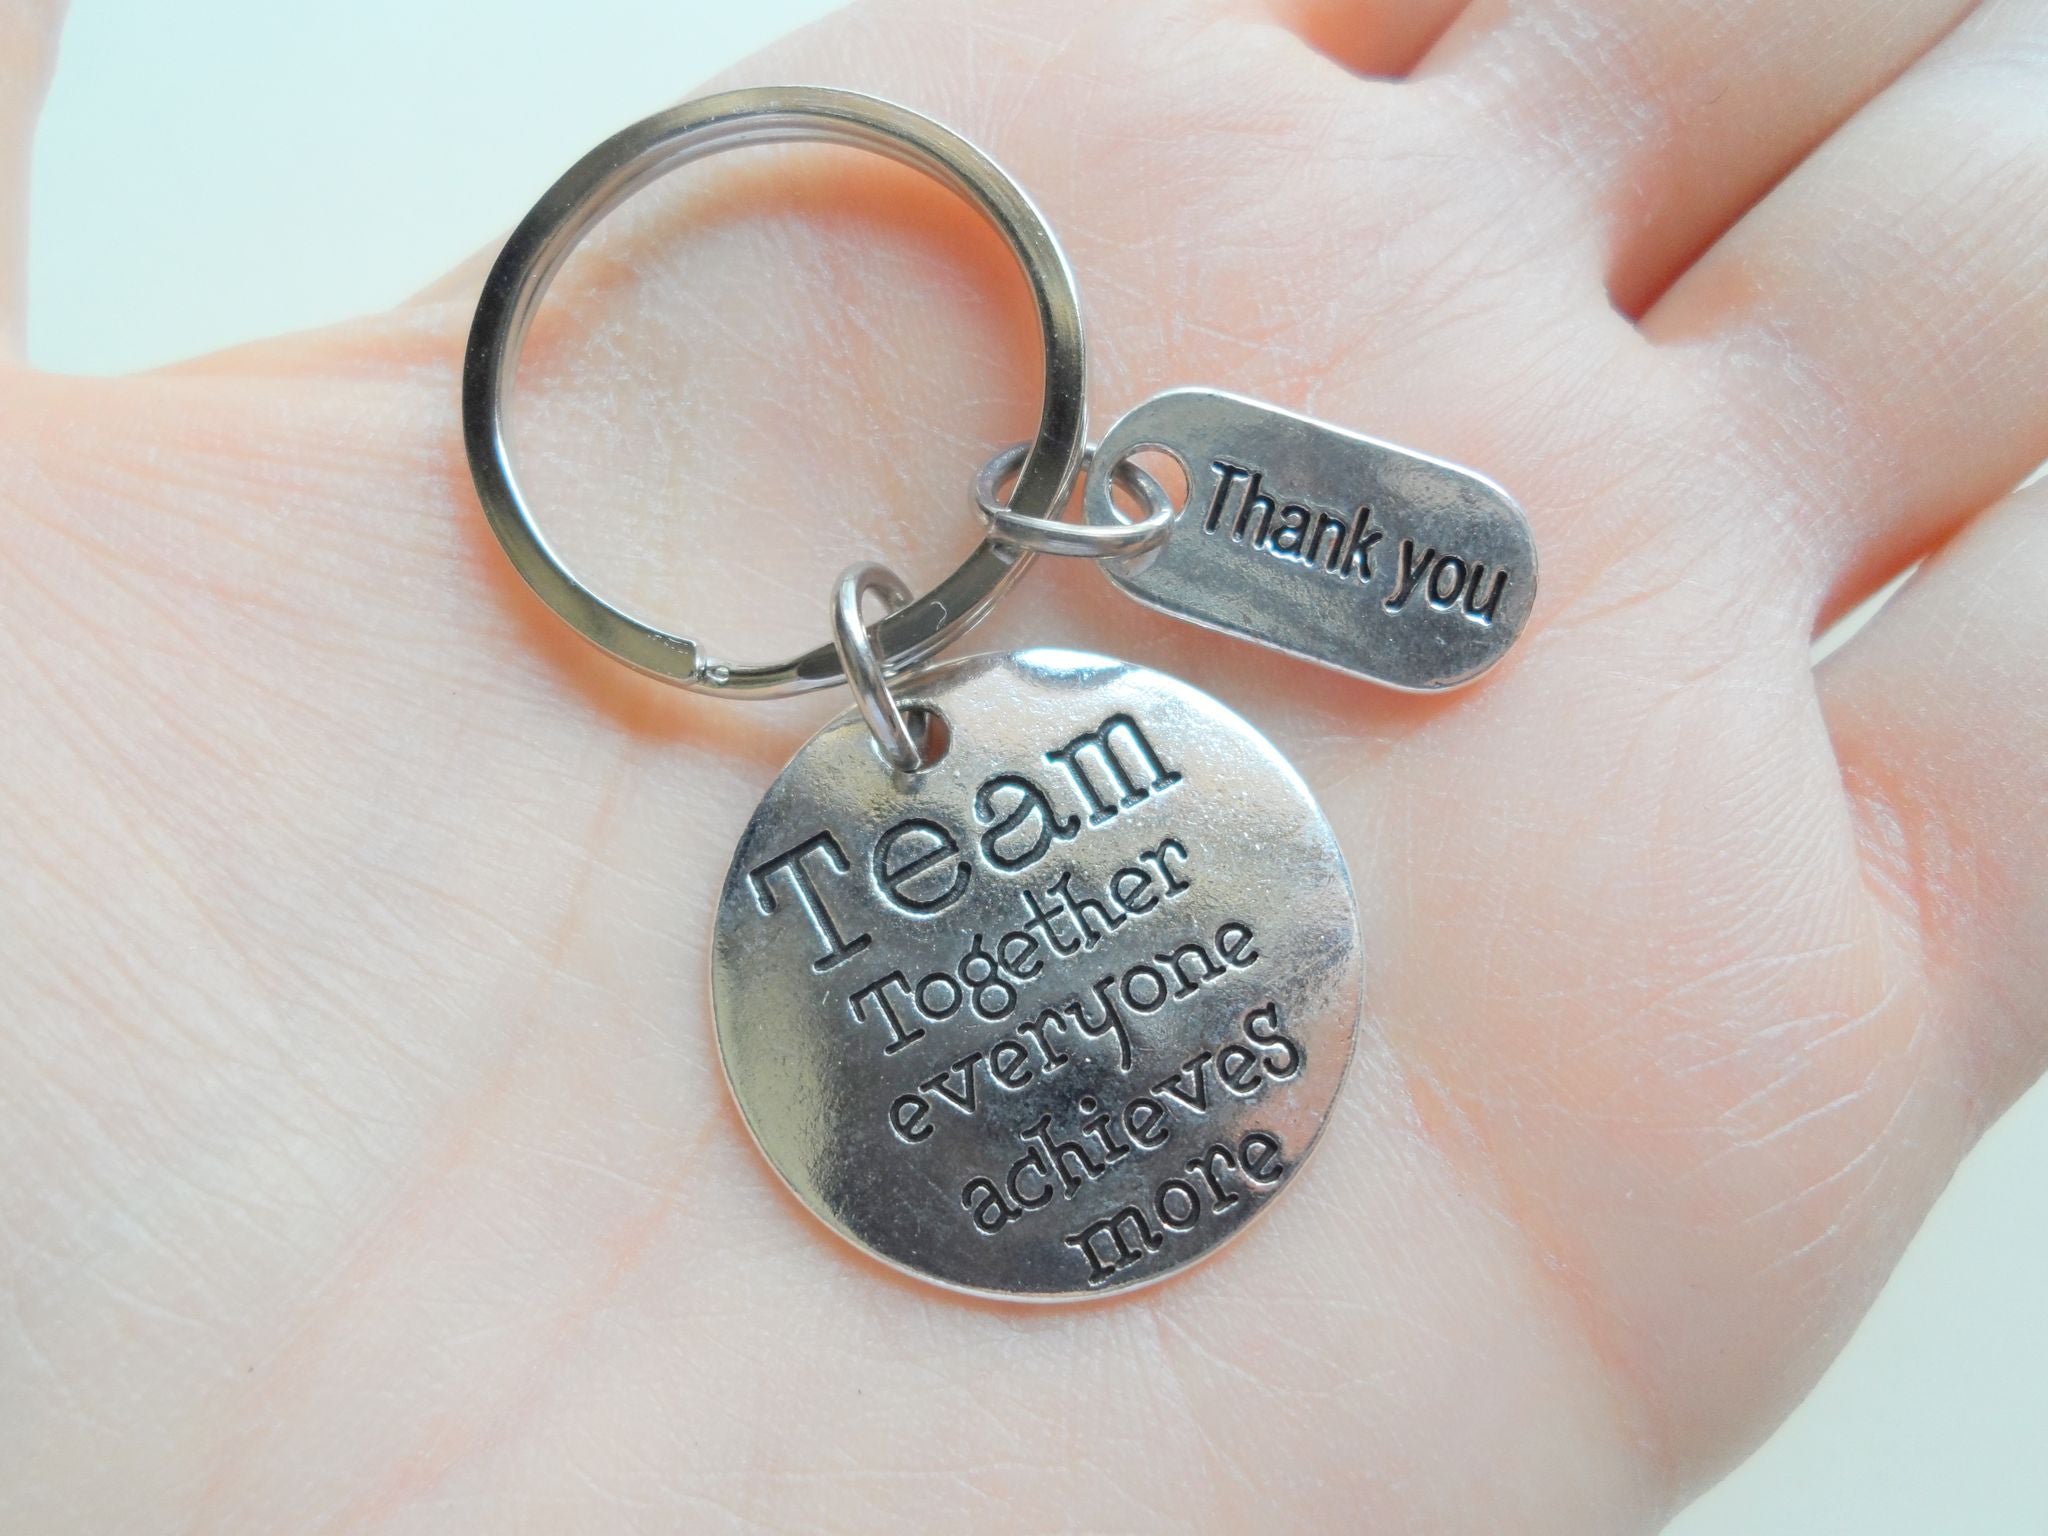 Thank you
Team
Together
everyone
achieves
more